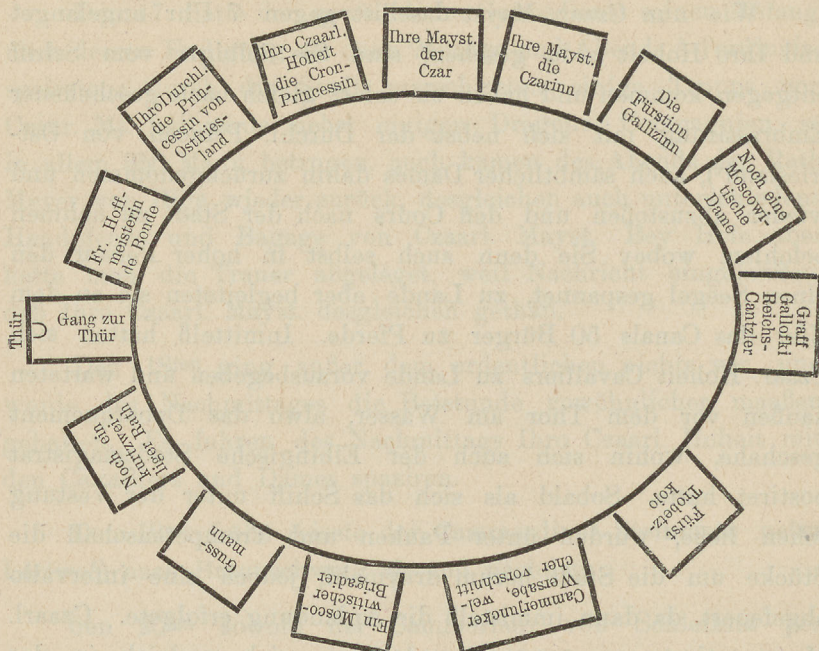 Ihre Mayst.
der
Czar
Ihre Mayst.
die
Czarinn
Die
Fürstinn
Gallizinn
Noch eine
Moscowi-
tische
Dame
Graff
Gallofki
Reichs-
Cantzler
Fürst
Trobetz-
kojo
Cammerjuncker
Wersabe, wel-
cher vorschnitt
Ein Mosco-
witischer
Brigadier
Guss-
mann
Noch ein
kurtzwei-
liger Rath
Thür
Gang zur
Thür
Fr. Hoff-
meisterin
de Bonde
Ihro Durchl.
die Prin-
cessin von
Ostfries-
land
Ihro Czaarl.
Hoheit
die Cron-
Princessin